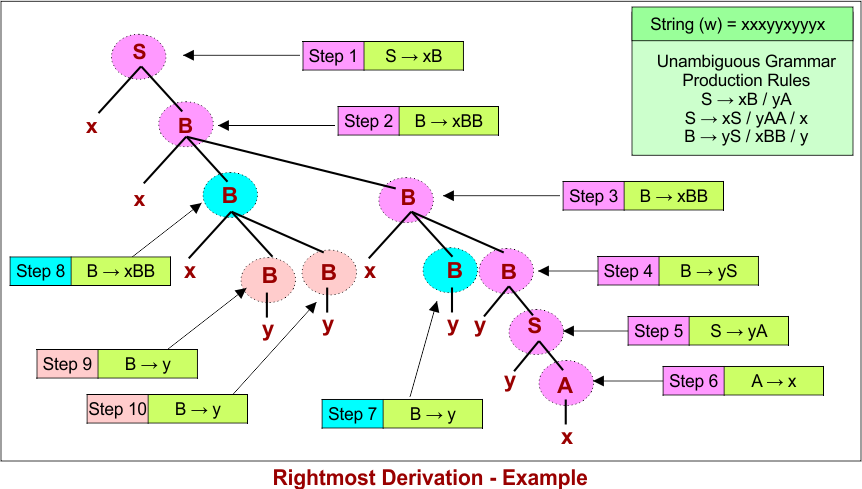 String (w) = xxxyyxyyyx
Unambiguous Grammar
Production Rules
S → xB / yA
S → xS / yAA / x
B → yS / xBB / y
S
Step 1 S → xB
x
B
Step 2 B → xBB
x
B
B
Step 3 B → xBB
Step 8 B → xBB
x
B
B
x
B
B
Step 4 B → yS
y
y
y
y
S
Step 5 S → yA
Step 9 B → y
y
A
Step 6 A → x
Step 10 B → y
Step 7 B → y
x
Rightmost Derivation - Example